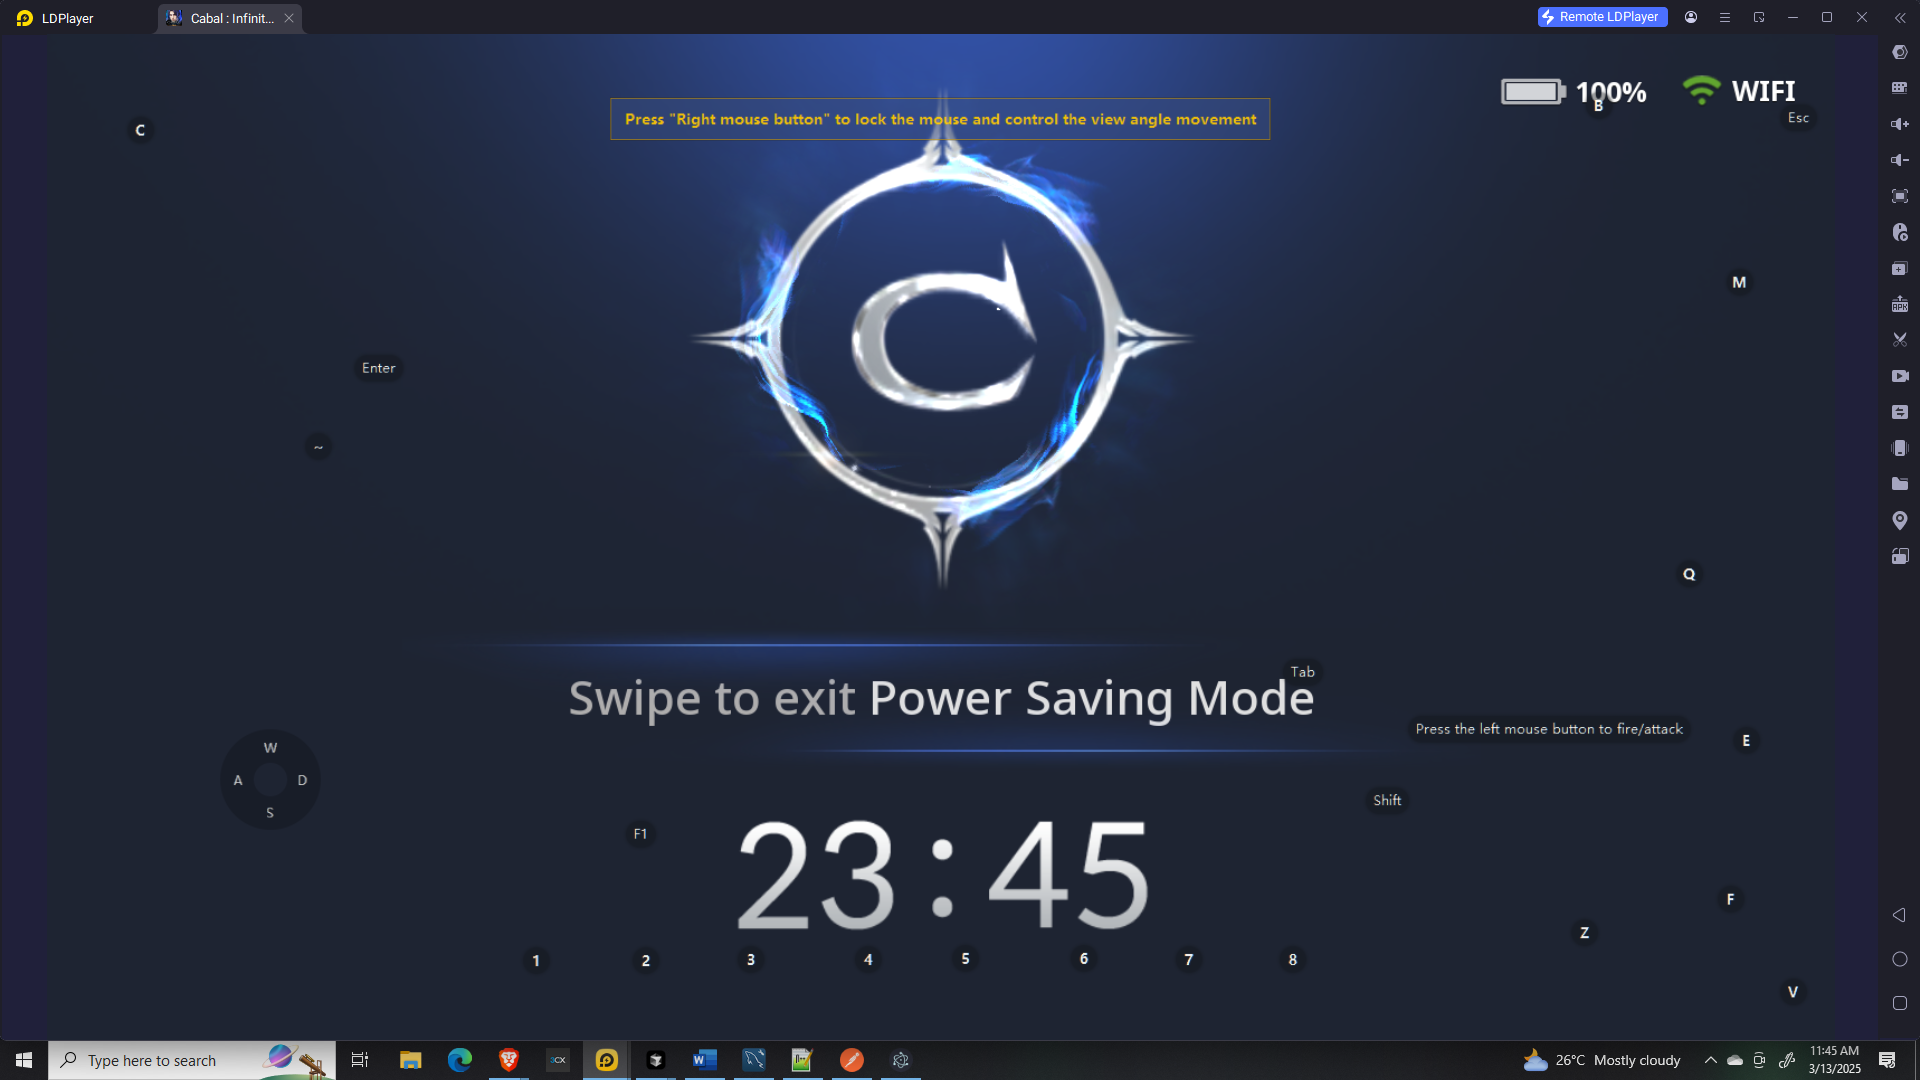 LDPlayer
Cabal : Infinit...
Remote LDPlayer
100%
WIFI
B
Esc
C
Press "Right mouse button" to lock the mouse and control the view angle movement
M
Enter
~
Q
Tab
Swipe to exit Power Saving Mode
Press the left mouse button to fire/attack
E
W
A
D
S
Shift
F1
23:45
F
Z
1
2
3
4
5
6
7
8
V
Type here to search
3CX
26°C Mostly cloudy
11:45 AM
3/13/2025